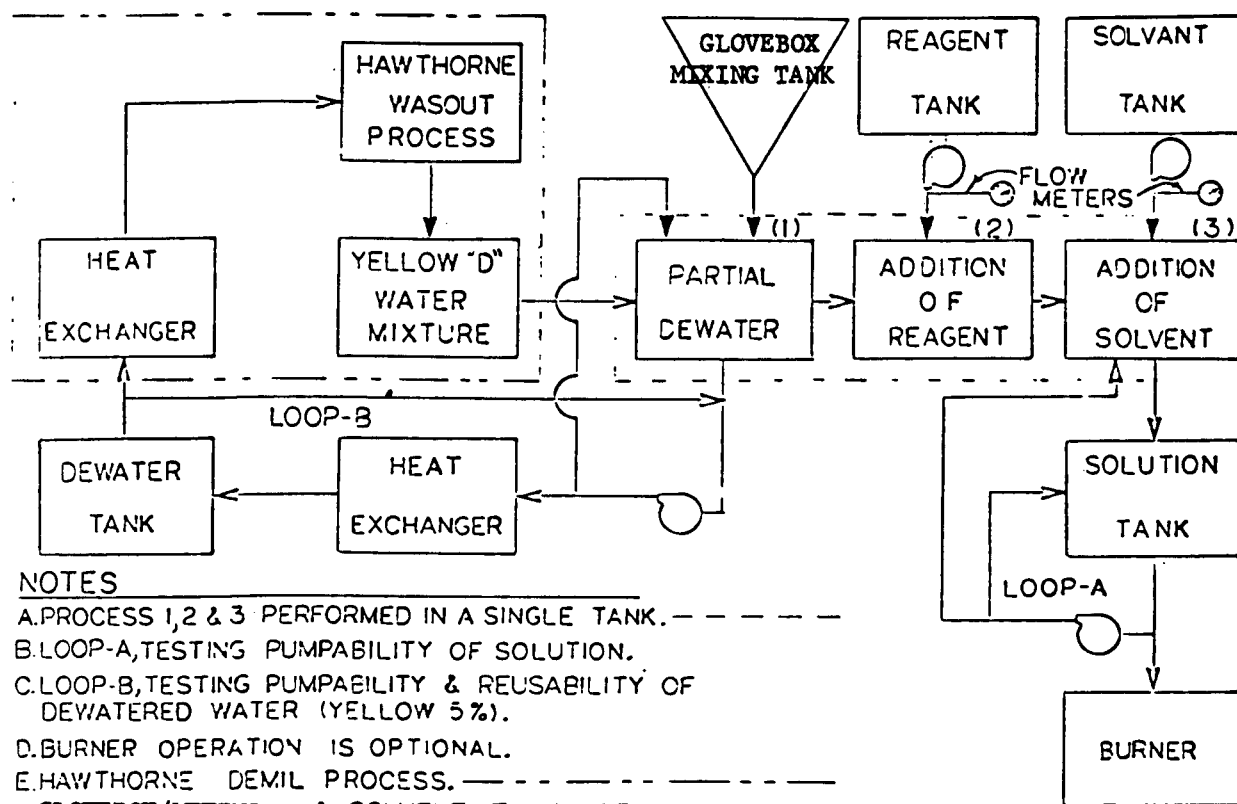 HAWTHORNE
WASOUT
PROCESS
GLOVEBOX
MIXING TANK
REAGENT
TANK
SOLVANT
TANK
FLOW
METERS
HEAT
EXCHANGER
YELLOW "D"
WATER
MIXTURE
(1)
PARTIAL
DEWATER
(2)
ADDITION
OF
REAGENT
(3)
ADDITION
OF
SOLVENT
LOOP-B
DEWATER
TANK
HEAT
EXCHANGER
SOLUTION
TANK
LOOP-A
BURNER
NOTES
A.PROCESS 1,2 & 3 PERFORMED IN A SINGLE TANK.
B.LOOP-A,TESTING PUMPABILITY OF SOLUTION.
C.LOOP-B,TESTING PUMPABILITY & REUSABILITY OF
DEWATERED WATER (YELLOW 5%).
D.BURNER OPERATION IS OPTIONAL.
E.HAWTHORNE DEMIL PROCESS.